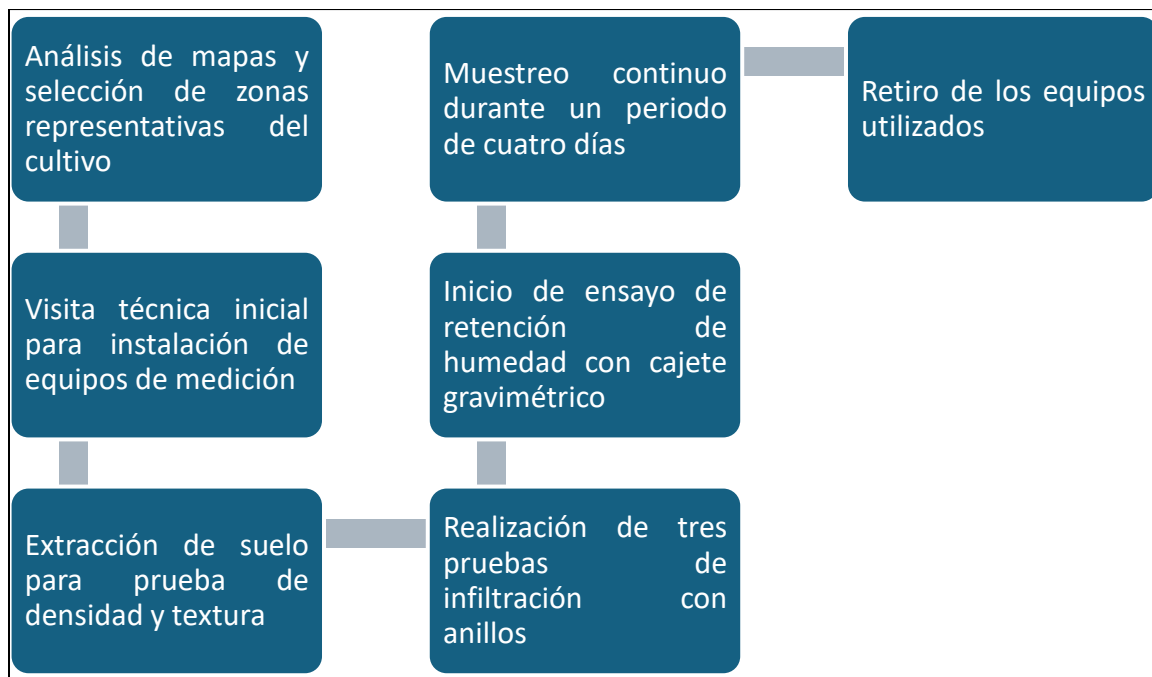 Análisis de mapas y
selección de zonas
representativas del
cultivo
Visita técnica inicial
para instalación de
equipos de medición
Extracción de suelo
para prueba de
densidad y textura
Realización de tres
pruebas de
infiltración con
anillos
Inicio de ensayo de
retención de
humedad con cajete
gravimétrico
Muestreo continuo
durante un periodo
de cuatro días
Retiro de los equipos
utilizados